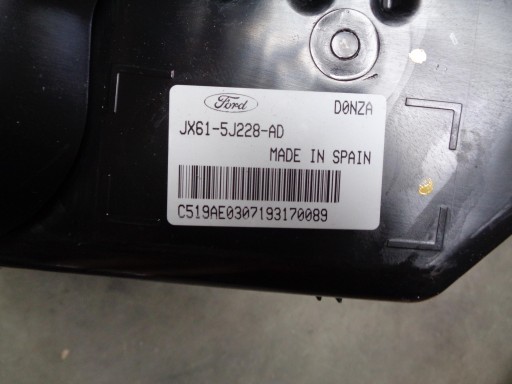 Ford D0NZA
JX61-5J228-AD
MADE IN SPAIN
C519AE0307193170089